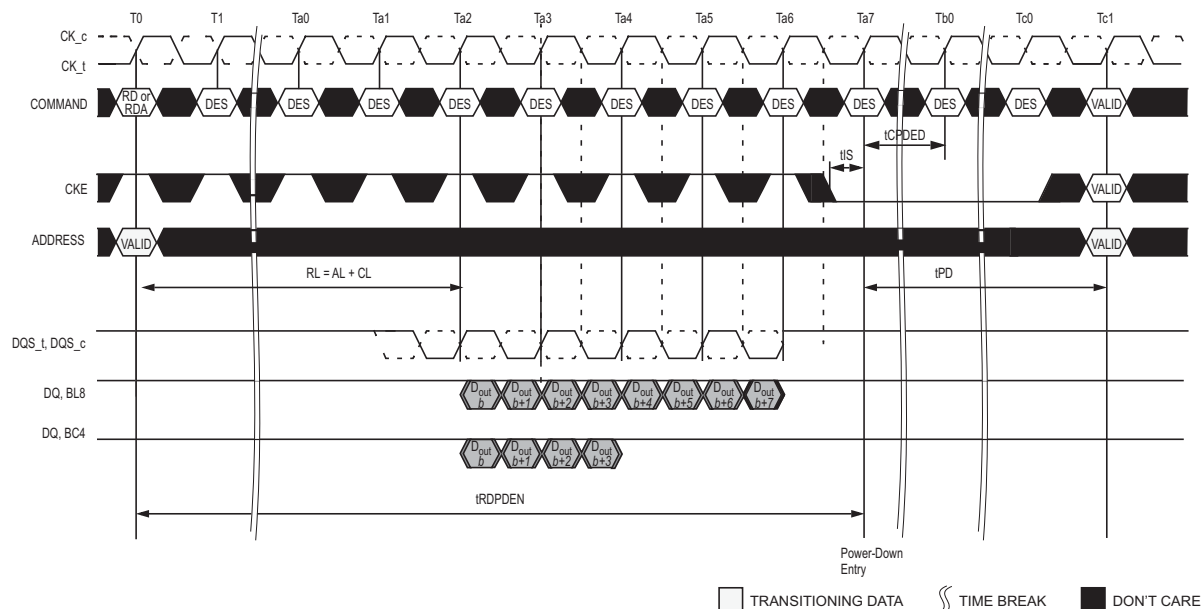 T0 T1 Ta0 Ta1 Ta2 Ta3 Ta4 Ta5 Ta6 Ta7 Tb0 Tc0 Tc1
CK_c
CK_t
COMMAND RD or RDA DES DES DES DES DES DES DES DES DES DES DES VALID
tCPDED
tIS
CKE VALID
ADDRESS VALID VALID
RL = AL + CL tPD
DQS_t, DQS_c
DQ, BL8 Dout b Dout b+1 Dout b+2 Dout b+3 Dout b+4 Dout b+5 Dout b+6 Dout b+7
DQ, BC4 Dout b Dout b+1 Dout b+2 Dout b+3
tRDPDEN
Power-Down
Entry
TRANSITIONING DATA TIME BREAK DON'T CARE